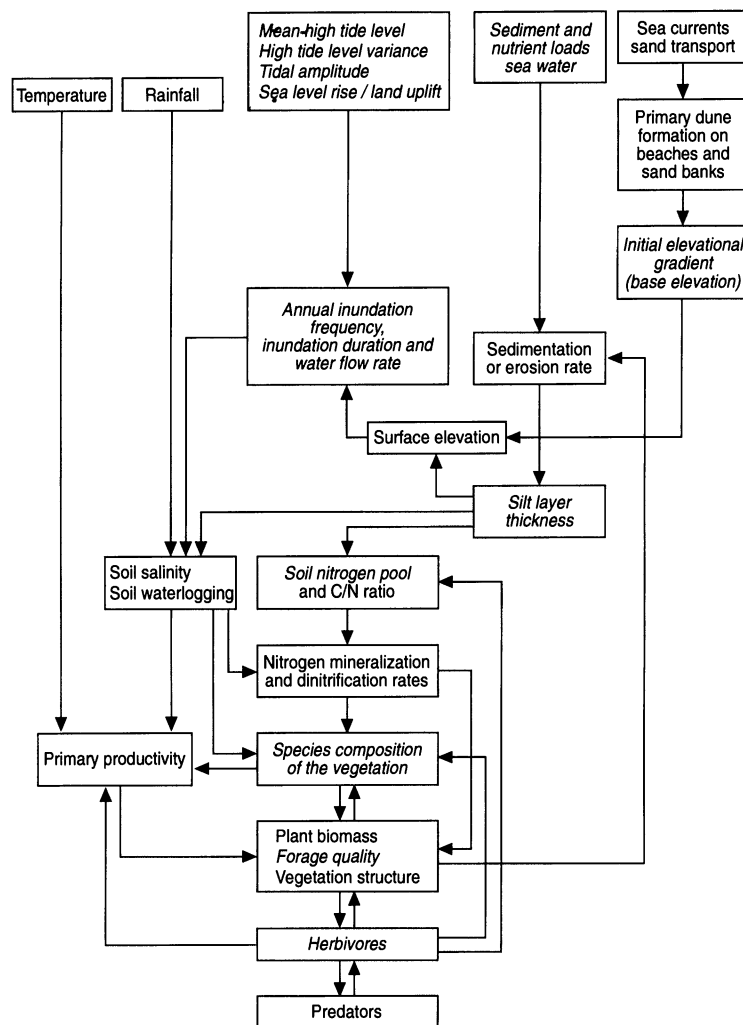 Mean-high tide level
High tide level variance
Tidal amplitude
Sea level rise / land uplift
Sediment and
nutrient loads
sea water
Sea currents
sand transport
Temperature
Rainfall
Primary dune
formation on
beaches and
sand banks
Initial elevational
gradient
(base elevation)
Annual inundation
frequency,
inundation duration and
water flow rate
Sedimentation
or erosion rate
Surface elevation
Silt layer
thickness
Soil salinity
Soil waterlogging
Soil nitrogen pool
and C/N ratio
Nitrogen mineralization
and dinitrification rates
Primary productivity
Species composition
of the vegetation
Plant biomass
Forage quality
Vegetation structure
Herbivores
Predators